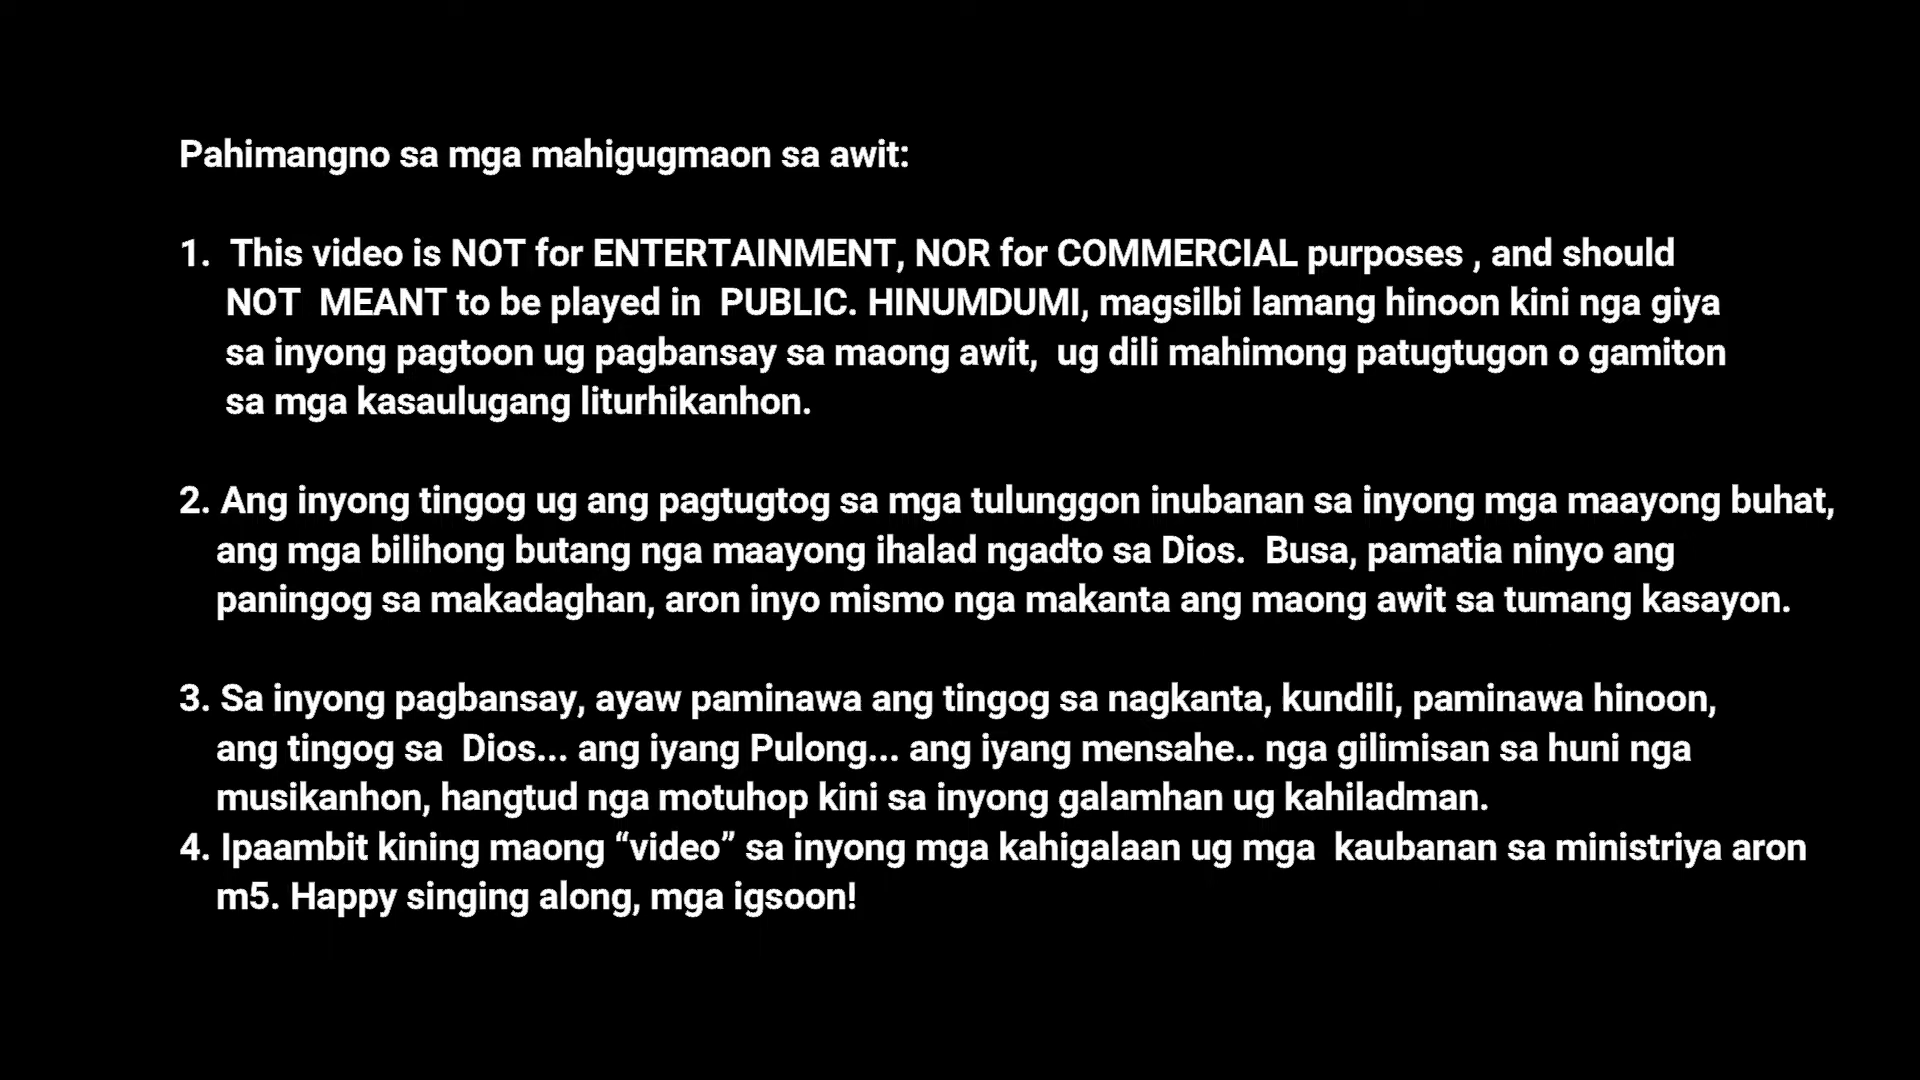 Pahimangno sa mga mahigugmaon sa awit:
1. This video is NOT for ENTERTAINMENT, NOR for COMMERCIAL purposes , and should
NOT MEANT to be played in PUBLIC. HINUMDUMI, magsilbi lamang hinoon kini nga giya
sa inyong pagtoon ug pagbansay sa maong awit, ug dili mahimong patugtugon o gamiton
sa mga kasaulugang liturhikanhon.
2. Ang inyong tingog ug ang pagtugtog sa mga tulunggon inubanan sa inyong mga maayong buhat,
ang mga bilihong butang nga maayong ihalad ngadto sa Dios. Busa, pamatia ninyo ang
paningog sa makadaghan, aron inyo mismo nga makanta ang maong awit sa tumang kasayon.
3. Sa inyong pagbansay, ayaw paminawa ang tingog sa nagkanta, kundili, paminawa hinoon,
ang tingog sa Dios... ang iyang Pulong... ang iyang mensahe.. nga gilimisan sa huni nga
musikanhon, hangtud nga motuhop kini sa inyong galamhan ug kahiladman.
4. Ipaambit kining maong “video” sa inyong mga kahigalaan ug mga kaubanan sa ministriya aron
m5. Happy singing along, mga igsoon!